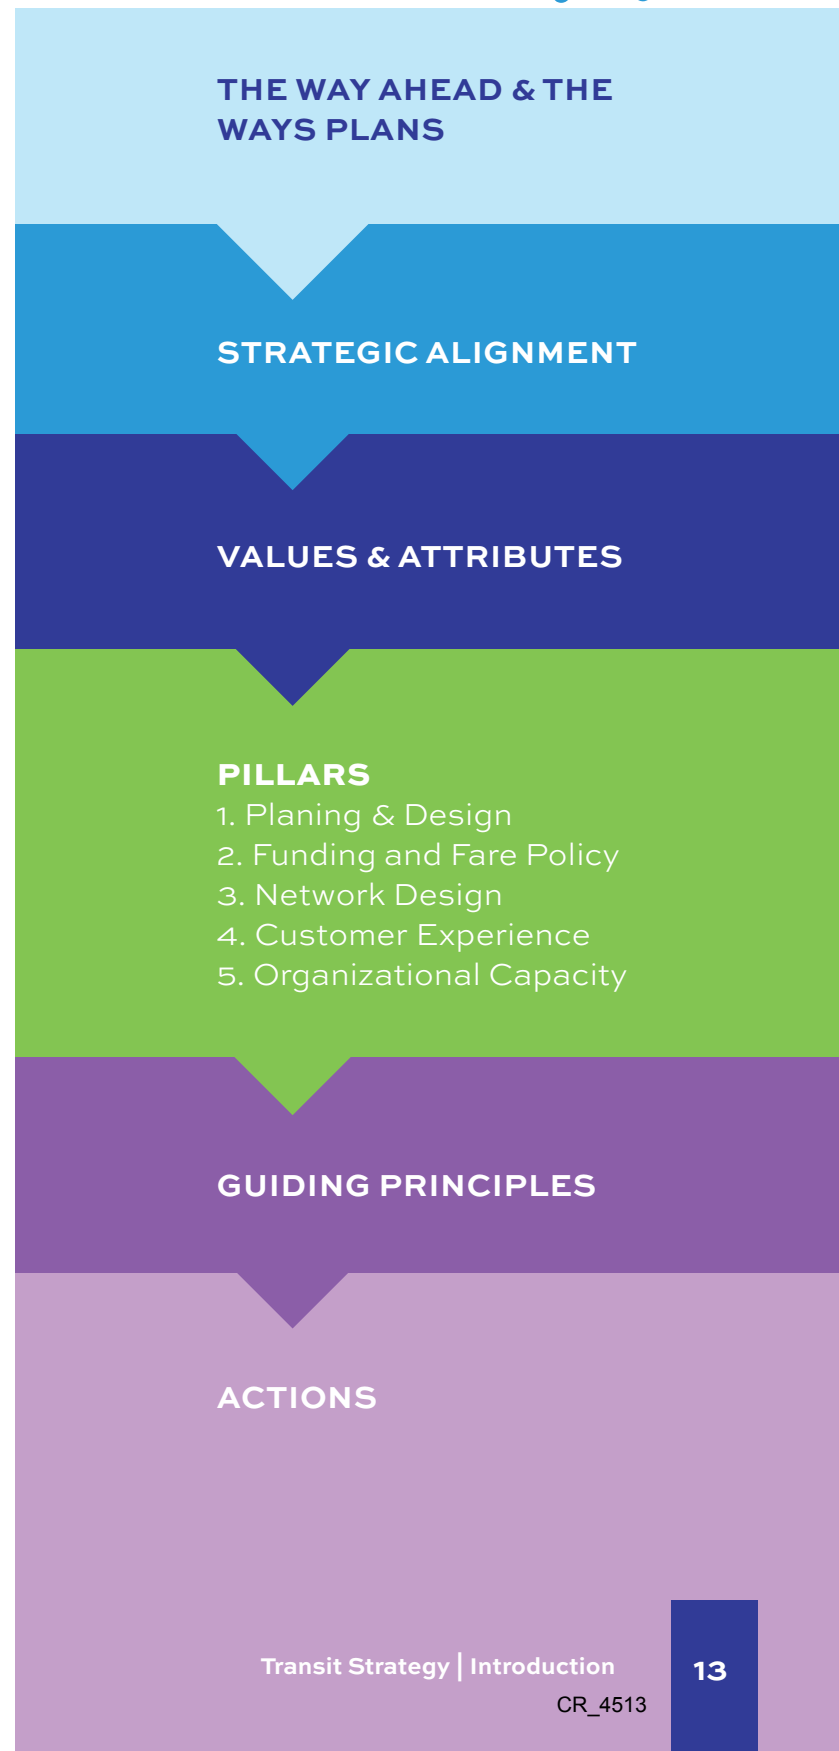 THE WAY AHEAD & THE
WAYS PLANS
STRATEGIC ALIGNMENT
VALUES & ATTRIBUTES
PILLARS
1. Planing & Design
2. Funding and Fare Policy
3. Network Design
4. Customer Experience
5. Organizational Capacity
GUIDING PRINCIPLES
ACTIONS
Transit Strategy | Introduction
13
CR_4513